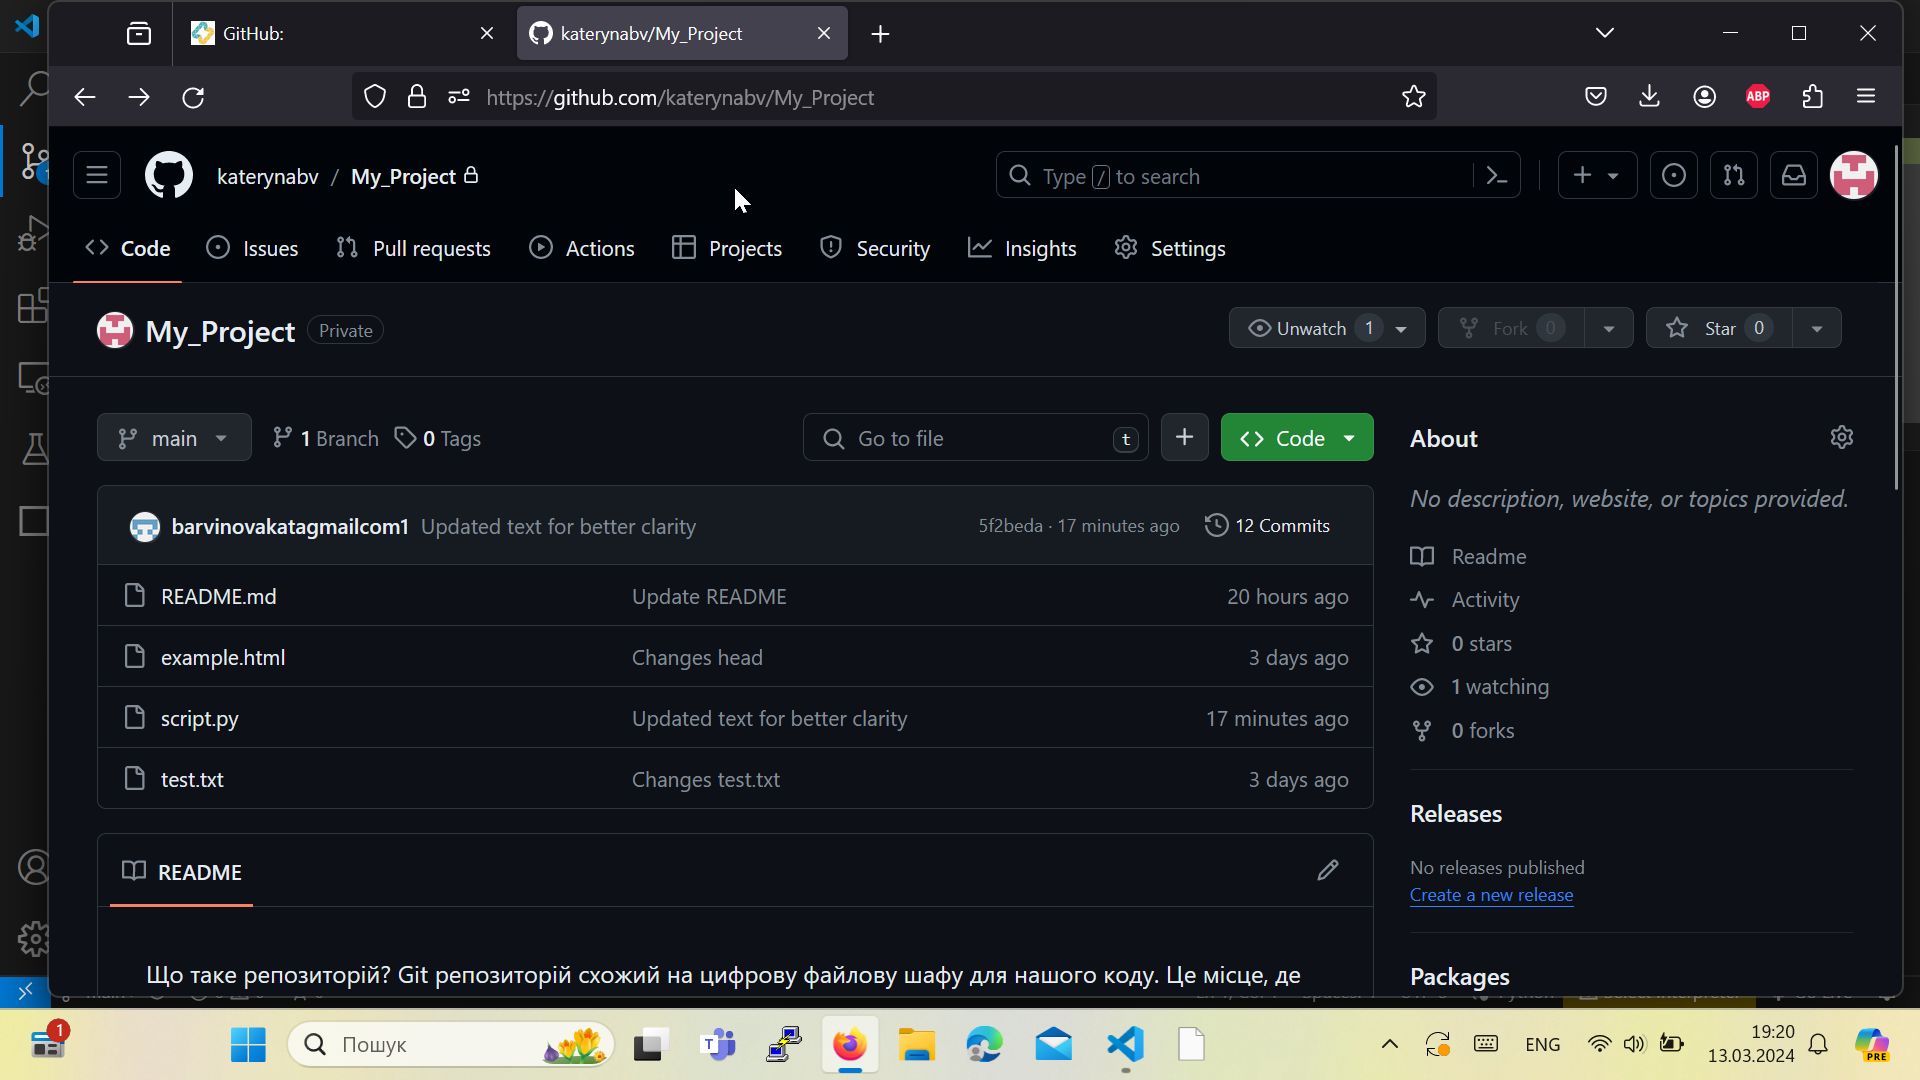 GitHub:
katerynabv/My_Project
https://github.com/katerynabv/My_Project
ABP
katerynabv / My_Project
Type / to search
Code
Issues
Pull requests
Actions
Projects
Security
Insights
Settings
My_Project
Private
Unwatch 1
Fork 0
Star 0
main
1 Branch
0 Tags
Go to file
t
Code
About
No description, website, or topics provided.
barvinovakatagmailcom1 Updated text for better clarity
5f2beda · 17 minutes ago
12 Commits
README.md Update README 20 hours ago
example.html Changes head 3 days ago
script.py Updated text for better clarity 17 minutes ago
test.txt Changes test.txt 3 days ago
Readme
Activity
0 stars
1 watching
0 forks
Releases
No releases published
Create a new release
Packages
README
Що таке репозиторій? Git репозиторій схожий на цифрову файлову шафу для нашого коду. Це місце, де
1
Пошук
ENG
19:20
13.03.2024
PRE